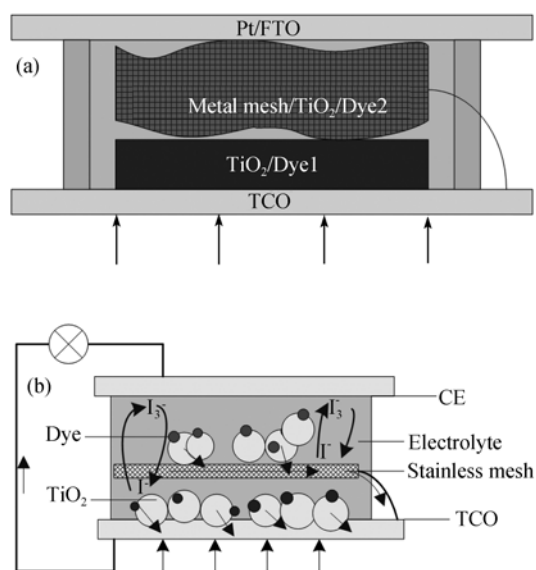 Pt/FTO
(a)
Metal mesh/TiO₂/Dye2
TiO₂/Dye1
TCO
(b)
CE
I₃⁻
I₃⁻
Dye
Electrolyte
I⁻
Stainless mesh
I⁻
TiO₂
TCO